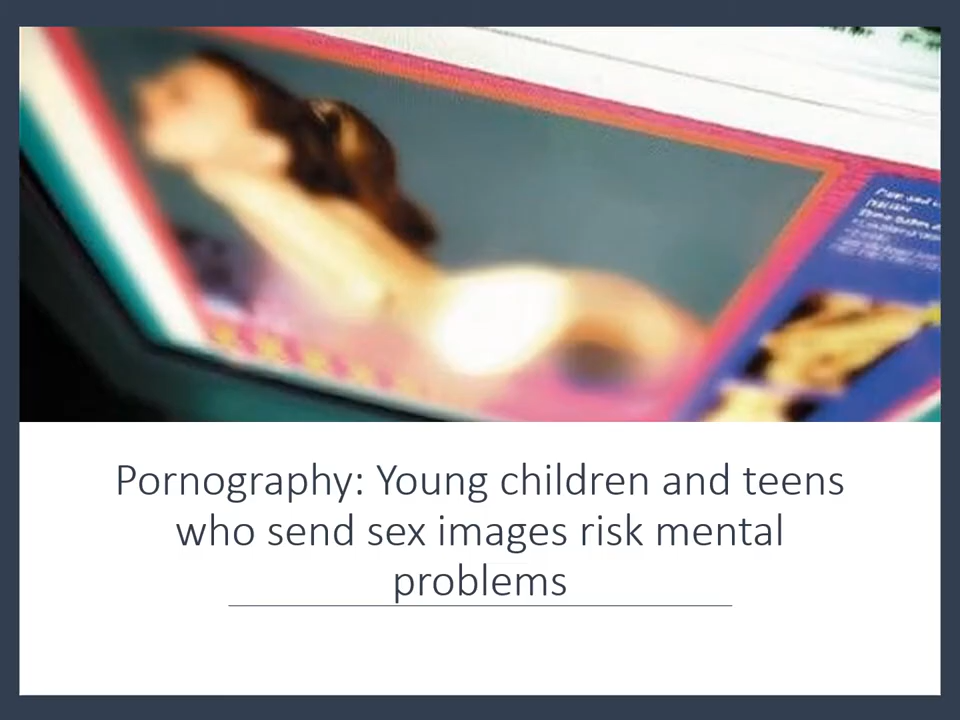 Pornography: Young children and teens
who send sex images risk mental
problems